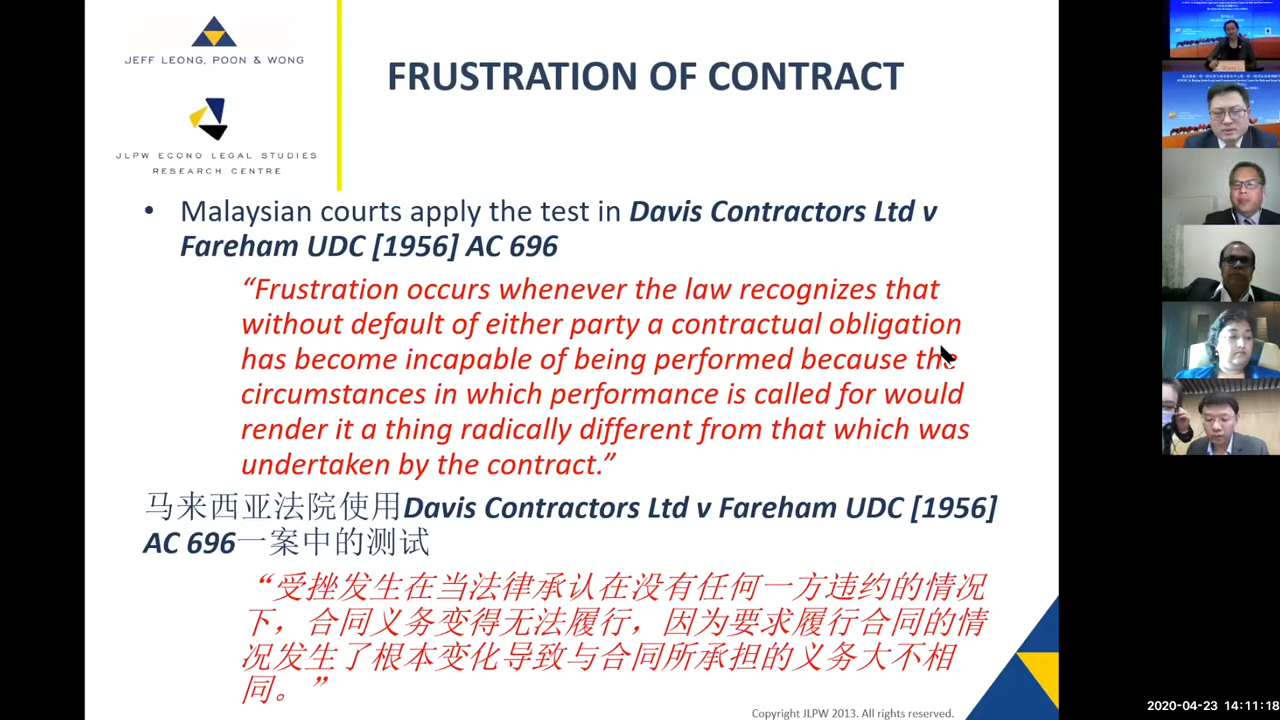 JEFF LEONG, POON & WONG
JLPW ECONO LEGAL STUDIES
RESEARCH CENTRE
FRUSTRATION OF CONTRACT
• Malaysian courts apply the test in Davis Contractors Ltd v
Fareham UDC [1956] AC 696
“Frustration occurs whenever the law recognizes that
without default of either party a contractual obligation
has become incapable of being performed because the
circumstances in which performance is called for would
render it a thing radically different from that which was
undertaken by the contract.”
马来西亚法院使用Davis Contractors Ltd v Fareham UDC [1956]
AC 696一案中的测试
“受挫发生在当法律承认在没有任何一方违约的情况
下，合同义务变得无法履行，因为要求履行合同的情
况发生了根本变化导致与合同所承担的义务大不相
同。”
Copyright JLPW 2013. All rights reserved.
2020-04-23 14:11:18